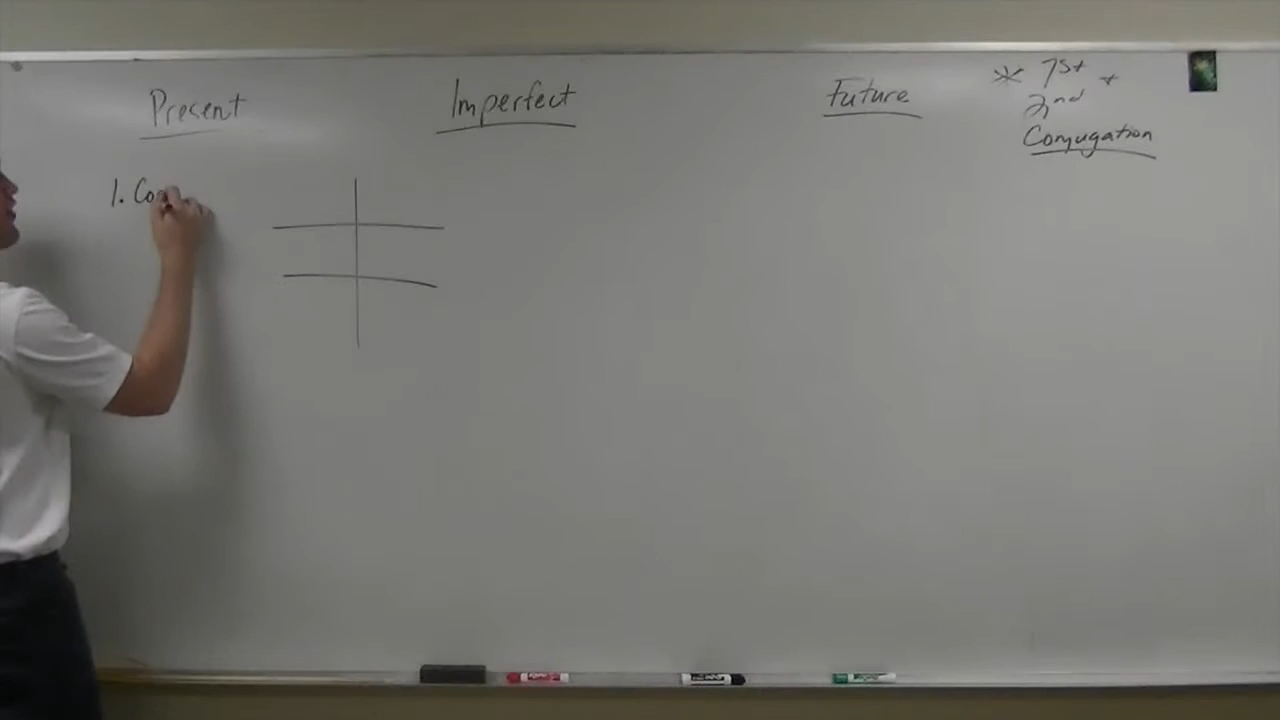 Present
Imperfect
Future
* 1st +
2nd
Conjugation
1. Co